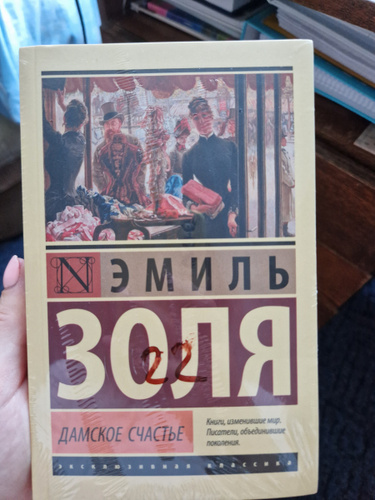 ЭМИЛЬ
ЗОЛЯ
22
ДАМСКОЕ СЧАСТЬЕ
Книги, изменившие мир.
Писатели, объединившие
поколения.
эксклюзивная классика